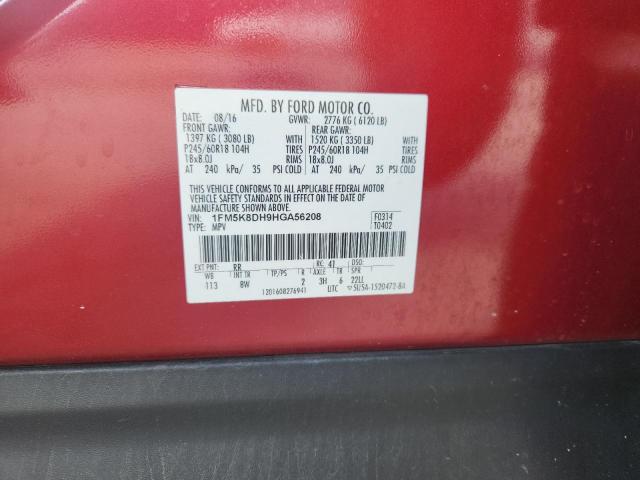 MFD. BY FORD MOTOR CO.
DATE: 08/16 GVWR: 2776 KG ( 6120 LB)
FRONT GAWR: REAR GAWR:
1397 KG ( 3080 LB) WITH 1520 KG ( 3350 LB) WITH
P245/60R18 104H TIRES P245/60R18 104H TIRES
18x8.0J RIMS 18x8.0J RIMS
AT 240 kPa/ 35 PSI COLD AT 240 kPa/ 35 PSI COLD
THIS VEHICLE CONFORMS TO ALL APPLICABLE FEDERAL MOTOR
VEHICLE SAFETY STANDARDS IN EFFECT ON THE DATE OF
MANUFACTURE SHOWN ABOVE.
VIN: 1FM5K8DH9HGA56208 F0314
TYPE: MPV T0402
EXT PNT: RR RC: 41 DSO:
WB INT TR TP/PS R AXLE TR SPR
113 BW 2 3H 6 22LL
1201608276941 UTC 5U5A-1520472-BA